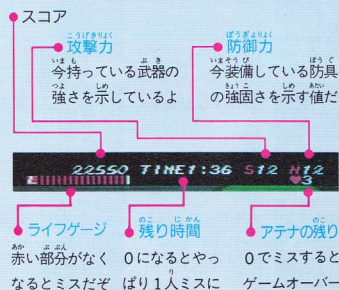 スコア
攻撃力
今持っている武器の
強さを示しているよ
防御力
今装備している防具
の強固さを示す値だ
22550 TIME1:36 S12 H12
3
ライフゲージ
赤い部分がなく
なるとミスだぞ
残り時間
0になるとやっ
ぱり1人ミスに
アテナの残り
0でミスすると
ゲームオーバー